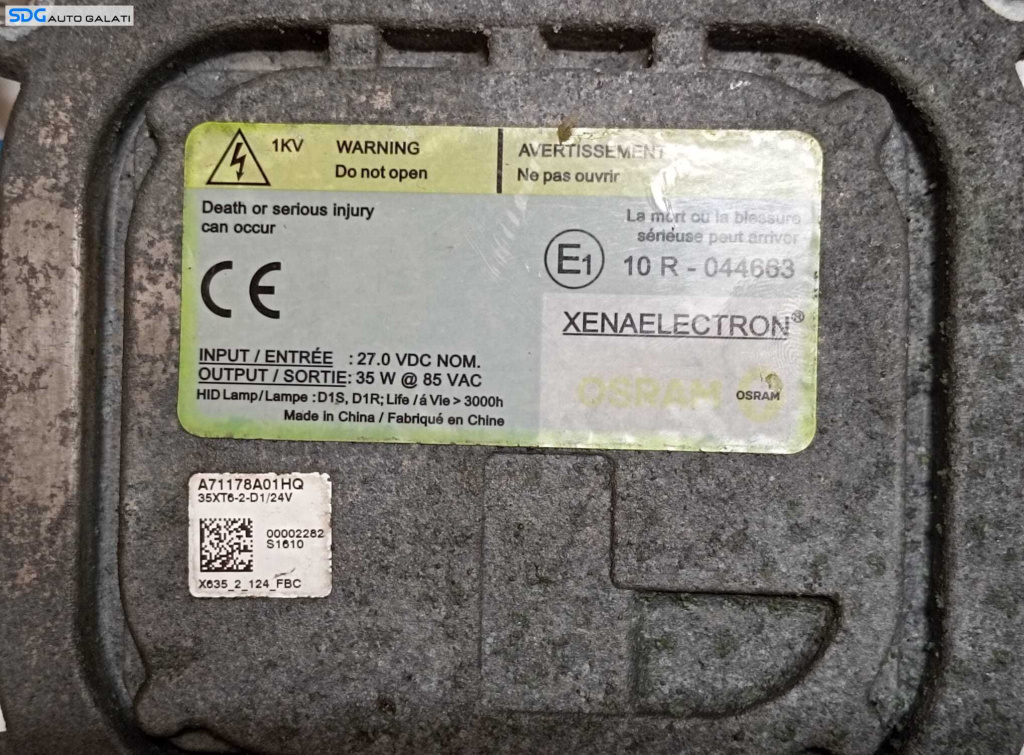 SDG AUTO GALATI
1KV
WARNING
Do not open
AVERTISSEMENT
Ne pas ouvrir
Death or serious injury
can occur
La mort ou la blessure
sérieuse peut arriver
CE
E1
10 R - 044663
XENAELECTRON®
INPUT / ENTRÉE : 27.0 VDC NOM.
OUTPUT / SORTIE: 35 W @ 85 VAC
HID Lamp/Lampe : D1S, D1R; Life / á Vie > 3000h
Made in China / Fabriqué en Chine
OSRAM
OSRAM
A71178A01HQ
35XT6-2-D1/24V
00002282
S1610
X635_2_124_FBC